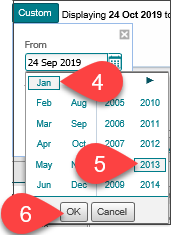 Custom Displaying 24 Oct 2019 to
From
24 Sep 2019
Jan 4
Feb Aug 2005 2010
Mar Sep 2006 2011
Apr Oct 2007 2012
May Nov 5 2013
Jun Dec 2009 2014
6 OK Cancel